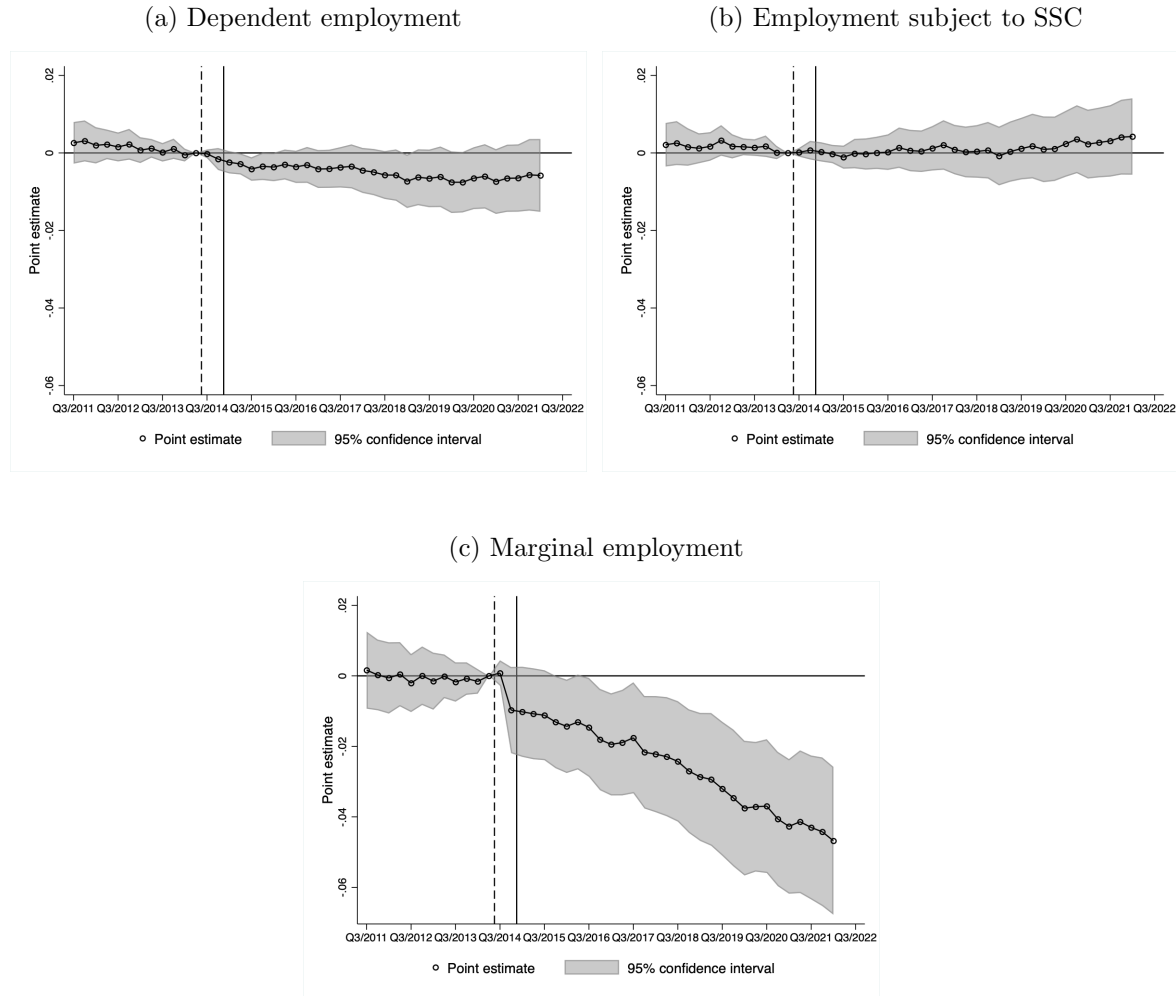 (a) Dependent employment
.02
0
-.02
-.04
-.06
Point estimate
Q3/2011 Q3/2012 Q3/2013 Q3/2014 Q3/2015 Q3/2016 Q3/2017 Q3/2018 Q3/2019 Q3/2020 Q3/2021 Q3/2022
Point estimate 95% confidence interval
(b) Employment subject to SSC
.02
0
-.02
-.04
-.06
Point estimate
Q3/2011 Q3/2012 Q3/2013 Q3/2014 Q3/2015 Q3/2016 Q3/2017 Q3/2018 Q3/2019 Q3/2020 Q3/2021 Q3/2022
Point estimate 95% confidence interval
(c) Marginal employment
.02
0
-.02
-.04
-.06
Point estimate
Q3/2011 Q3/2012 Q3/2013 Q3/2014 Q3/2015 Q3/2016 Q3/2017 Q3/2018 Q3/2019 Q3/2020 Q3/2021 Q3/2022
Point estimate 95% confidence interval